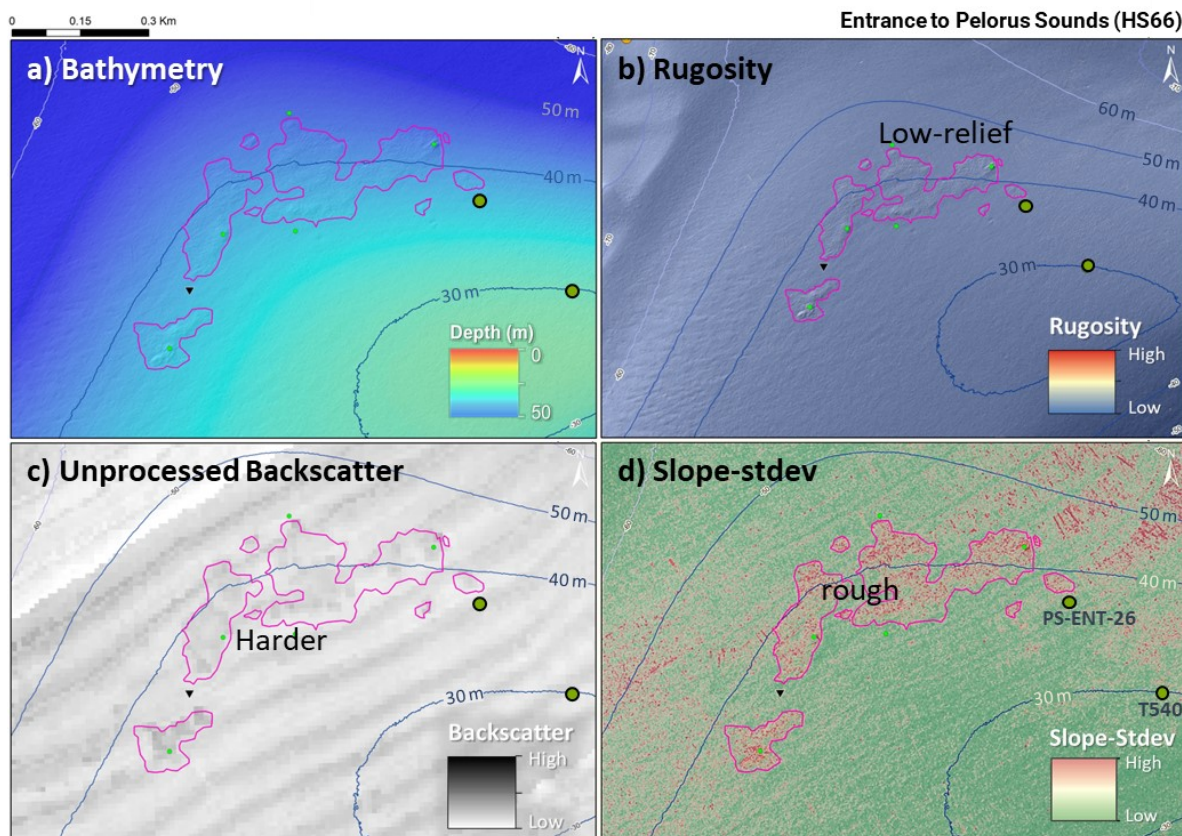 0 0.15 0.3 Km
Entrance to Pelorus Sounds (HS66)
a) Bathymetry
N
50 m
40 m
30 m
Depth (m)
0
50
b) Rugosity
N
60 m
Low-relief
50 m
40 m
30 m
Rugosity
High
Low
c) Unprocessed Backscatter
N
50 m
40 m
Harder
30 m
Backscatter
High
Low
d) Slope-stdev
N
50 m
40 m
rough
PS-ENT-26
30 m
T540
Slope-Stdev
High
Low